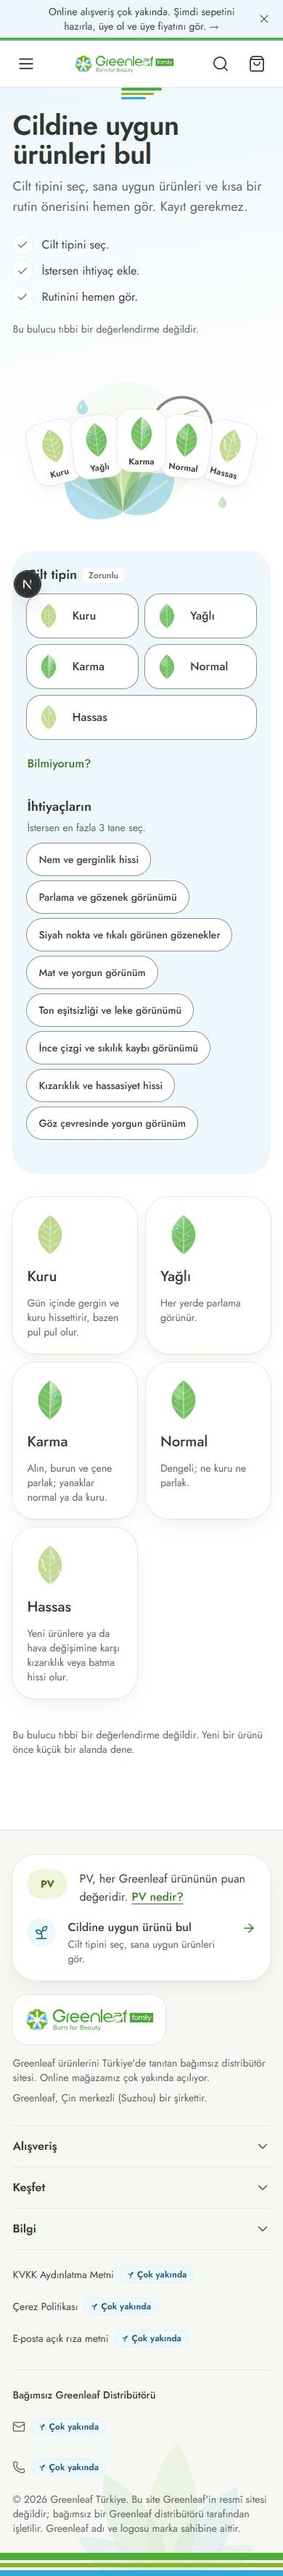 Online alışveriş çok yakında. Şimdi sepetini
hazırla, üye ol ve üye fiyatını gör. →
Greenleaf family
Born for Beauty
Cildine uygun
ürünleri bul
Cilt tipini seç, sana uygun ürünleri ve kısa bir
rutin önerisini hemen gör. Kayıt gerekmez.
Cilt tipini seç.
İstersen ihtiyaç ekle.
Rutinini hemen gör.
Bu bulucu tıbbi bir değerlendirme değildir.
Kuru
Yağlı
Karma
Normal
Hassas
N
tipin Zorunlu
Kuru
Yağlı
Karma
Normal
Hassas
Bilmiyorum?
İhtiyaçların
İstersen en fazla 3 tane seç.
Nem ve gerginlik hissi
Parlama ve gözenek görünümü
Siyah nokta ve tıkalı görünen gözenekler
Mat ve yorgun görünüm
Ton eşitsizliği ve leke görünümü
İnce çizgi ve sıkılık kaybı görünümü
Kızarıklık ve hassasiyet hissi
Göz çevresinde yorgun görünüm
Kuru
Gün içinde gergin ve
kuru hissettirir, bazen
pul pul olur.
Yağlı
Her yerde parlama
görünür.
Karma
Alın, burun ve çene
parlak; yanaklar
normal ya da kuru.
Normal
Dengeli; ne kuru ne
parlak.
Hassas
Yeni ürünlere ya da
hava değişimine karşı
kızarıklık veya batma
hissi olur.
Bu bulucu tıbbi bir değerlendirme değildir. Yeni bir ürünü
önce küçük bir alanda dene.
PV
PV, her Greenleaf ürününün puan
değeridir. PV nedir?
Cildine uygun ürünü bul
Cilt tipini seç, sana uygun ürünleri
gör.
Greenleaf family
Born for Beauty
Greenleaf ürünlerini Türkiye'de tanıtan bağımsız distribütör
sitesi. Online mağazamız çok yakında açılıyor.
Greenleaf, Çin merkezli (Suzhou) bir şirkettir.
Alışveriş
Keşfet
Bilgi
KVKK Aydınlatma Metni Çok yakında
Çerez Politikası Çok yakında
E-posta açık rıza metni Çok yakında
Bağımsız Greenleaf Distribütörü
Çok yakında
Çok yakında
© 2026 Greenleaf Türkiye. Bu site Greenleaf'in resmî sitesi
değildir; bağımsız bir Greenleaf distribütörü tarafından
işletilir. Greenleaf adı ve logosu marka sahibine aittir.